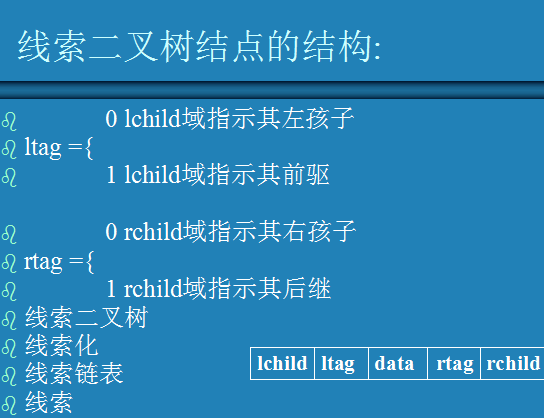 线索二叉树结点的结构:
0 lchild域指示其左孩子
ltag ={
1 lchild域指示其前驱
0 rchild域指示其右孩子
rtag ={
1 rchild域指示其后继
线索二叉树
线索化
线索链表
线索
lchild ltag data rtag rchild